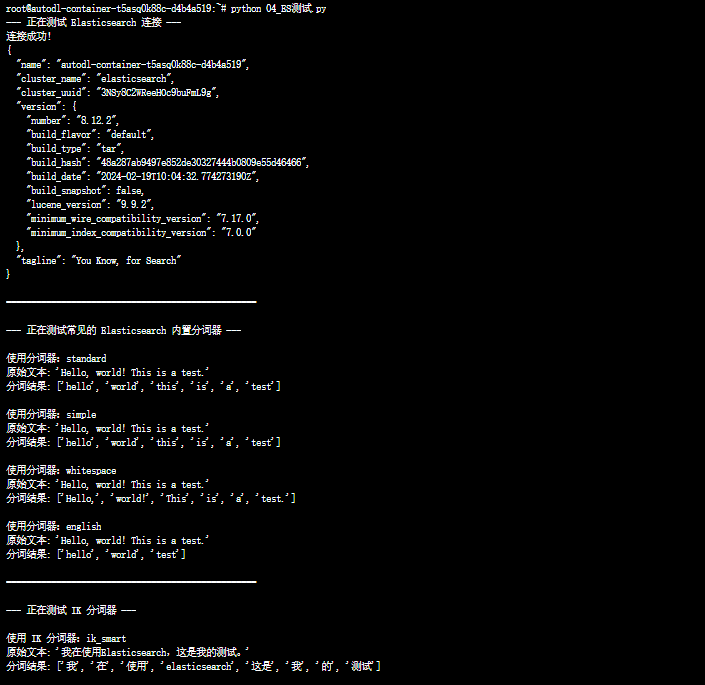 root@autodl-container-t5asq0k88c-d4b4a519:~# python 04_ES测试.py
--- 正在测试 Elasticsearch 连接 ---
连接成功!
{
  "name": "autodl-container-t5asq0k88c-d4b4a519",
  "cluster_name": "elasticsearch",
  "cluster_uuid": "3NSy8C2WReeHOc9buFmL9g",
  "version": {
    "number": "8.12.2",
    "build_flavor": "default",
    "build_type": "tar",
    "build_hash": "48a287ab9497e852de30327444b0809e55d46466",
    "build_date": "2024-02-19T10:04:32.774273190Z",
    "build_snapshot": false,
    "lucene_version": "9.9.2",
    "minimum_wire_compatibility_version": "7.17.0",
    "minimum_index_compatibility_version": "7.0.0"
  },
  "tagline": "You Know, for Search"
}
==================================================
--- 正在测试常见的 Elasticsearch 内置分词器 ---
使用分词器: standard
原始文本: 'Hello, world! This is a test.'
分词结果: ['hello', 'world', 'this', 'is', 'a', 'test']
使用分词器: simple
原始文本: 'Hello, world! This is a test.'
分词结果: ['hello', 'world', 'this', 'is', 'a', 'test']
使用分词器: whitespace
原始文本: 'Hello, world! This is a test.'
分词结果: ['Hello,', 'world!', 'This', 'is', 'a', 'test.']
使用分词器: english
原始文本: 'Hello, world! This is a test.'
分词结果: ['hello', 'world', 'test']
==================================================
--- 正在测试 IK 分词器 ---
使用 IK 分词器: ik_smart
原始文本: '我在使用Elasticsearch，这是我的测试。'
分词结果: ['我', '在', '使用', 'elasticsearch', '这是', '我', '的', '测试']